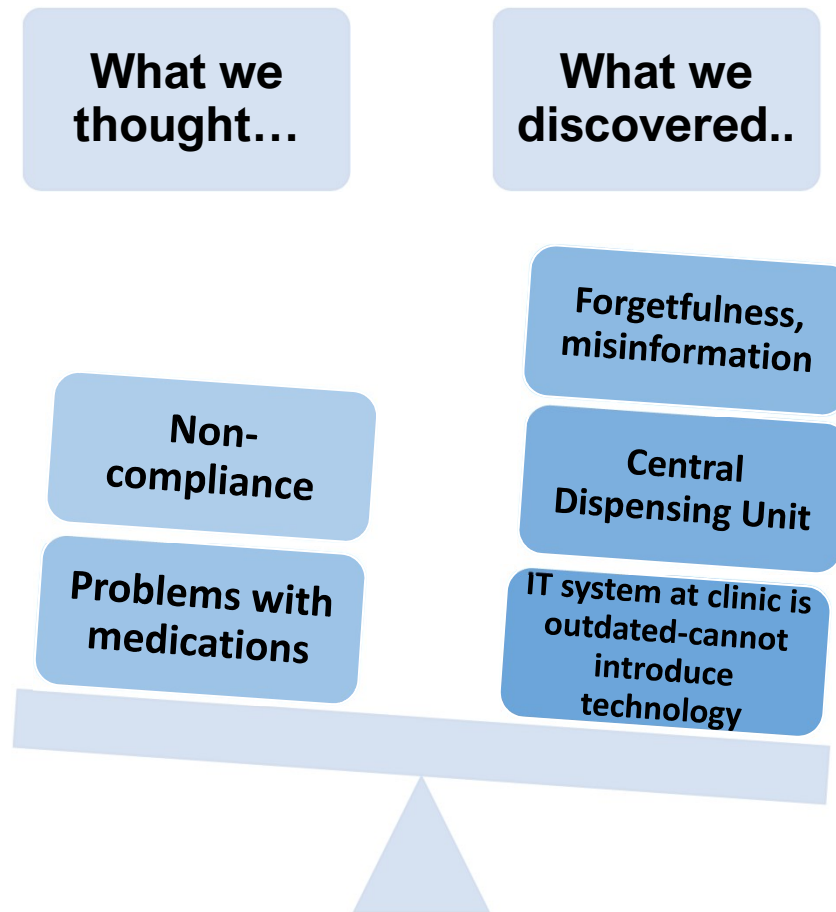 What we
thought…
What we
discovered..
Non-
compliance
Problems with
medications
Forgetfulness,
misinformation
Central
Dispensing Unit
IT system at clinic is
outdated-cannot
introduce
technology